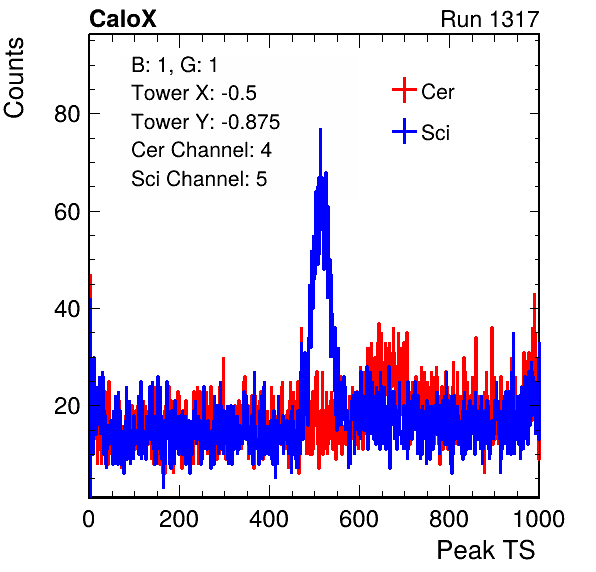 CaloX Run 1317
Counts
B: 1, G: 1
Tower X: -0.5
Tower Y: -0.875
Cer Channel: 4
Sci Channel: 5
Cer
Sci
80
60
40
20
0 200 400 600 800 1000
Peak TS